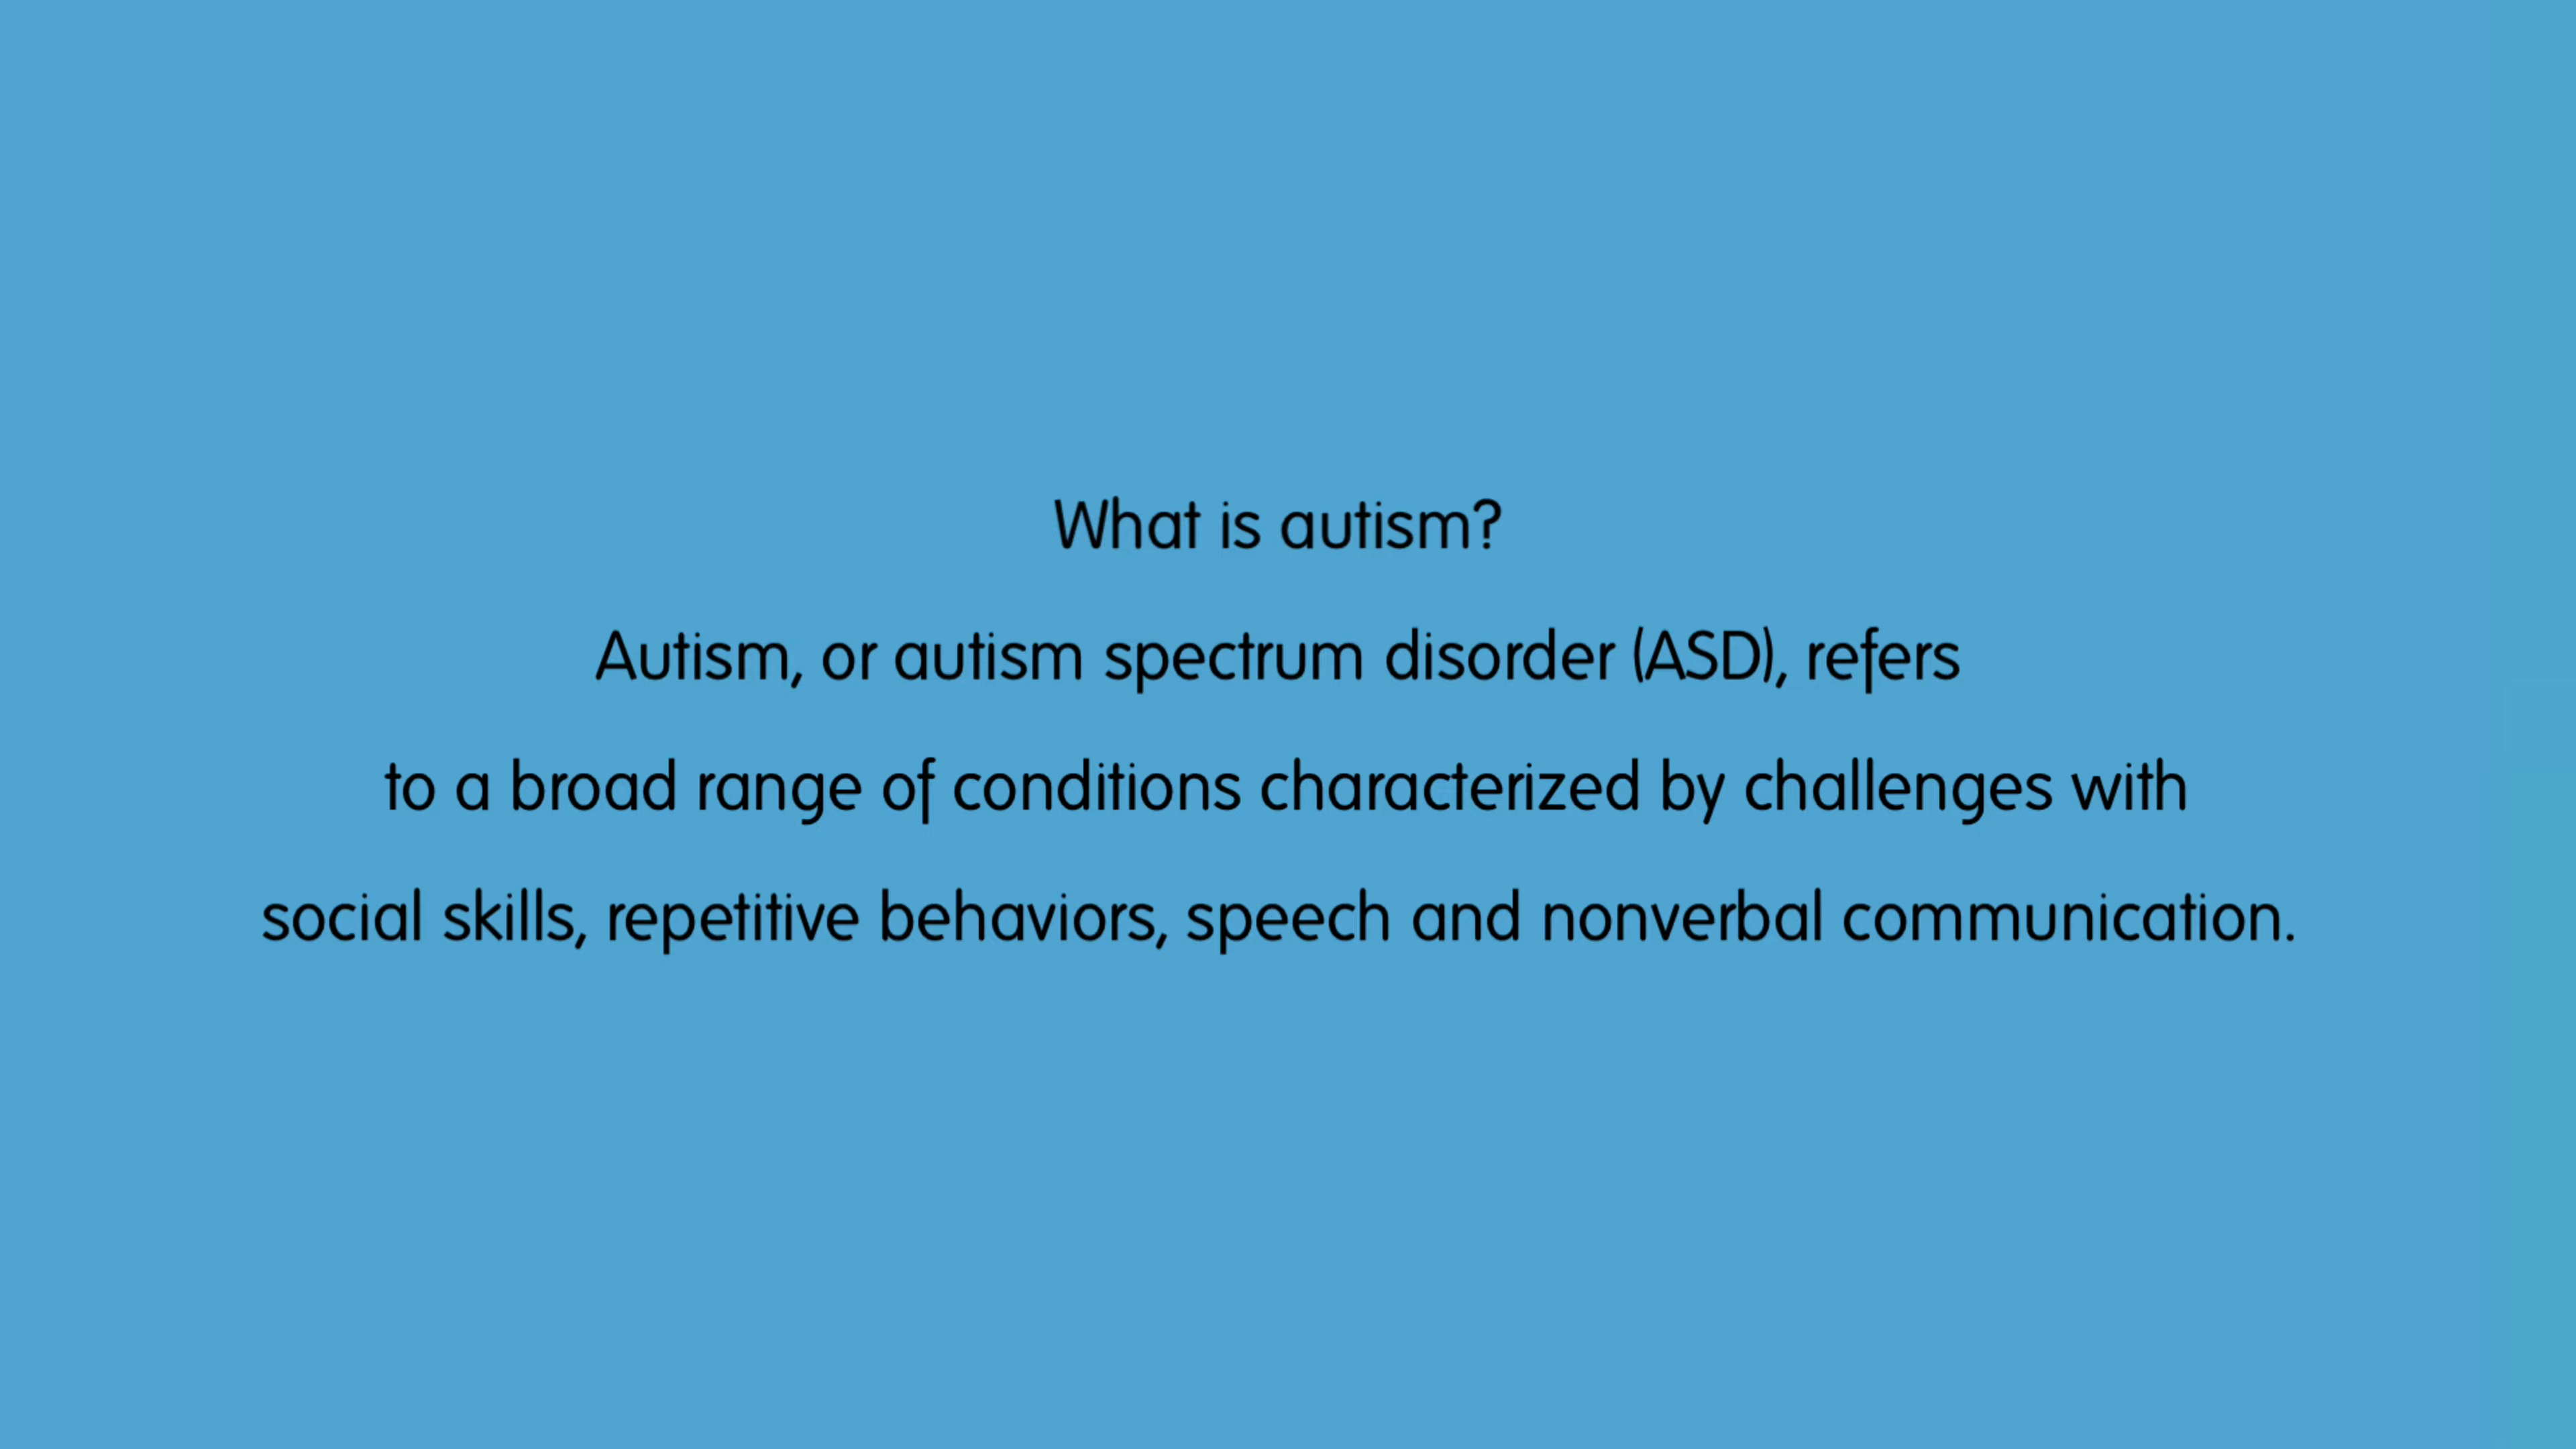 What is autism?
Autism, or autism spectrum disorder (ASD), refers
to a broad range of conditions characterized by challenges with
social skills, repetitive behaviors, speech and nonverbal communication.